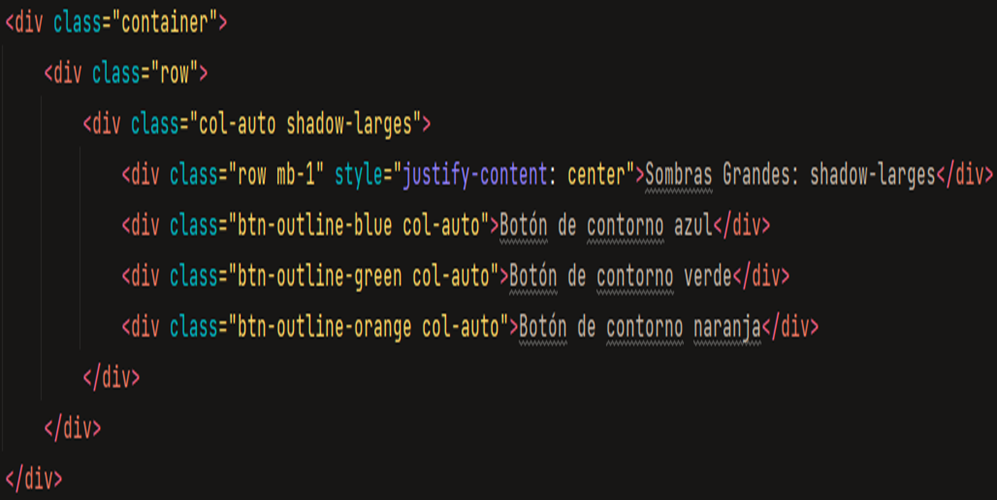 <div class="container">
<div class="row">
<div class="col-auto shadow-larges">
<div class="row mb-1" style="justify-content: center">Sombras Grandes: shadow-larges</div>
<div class="btn-outline-blue col-auto">Botón de contorno azul</div>
<div class="btn-outline-green col-auto">Botón de contorno verde</div>
<div class="btn-outline-orange col-auto">Botón de contorno naranja</div>
</div>
</div>
</div>